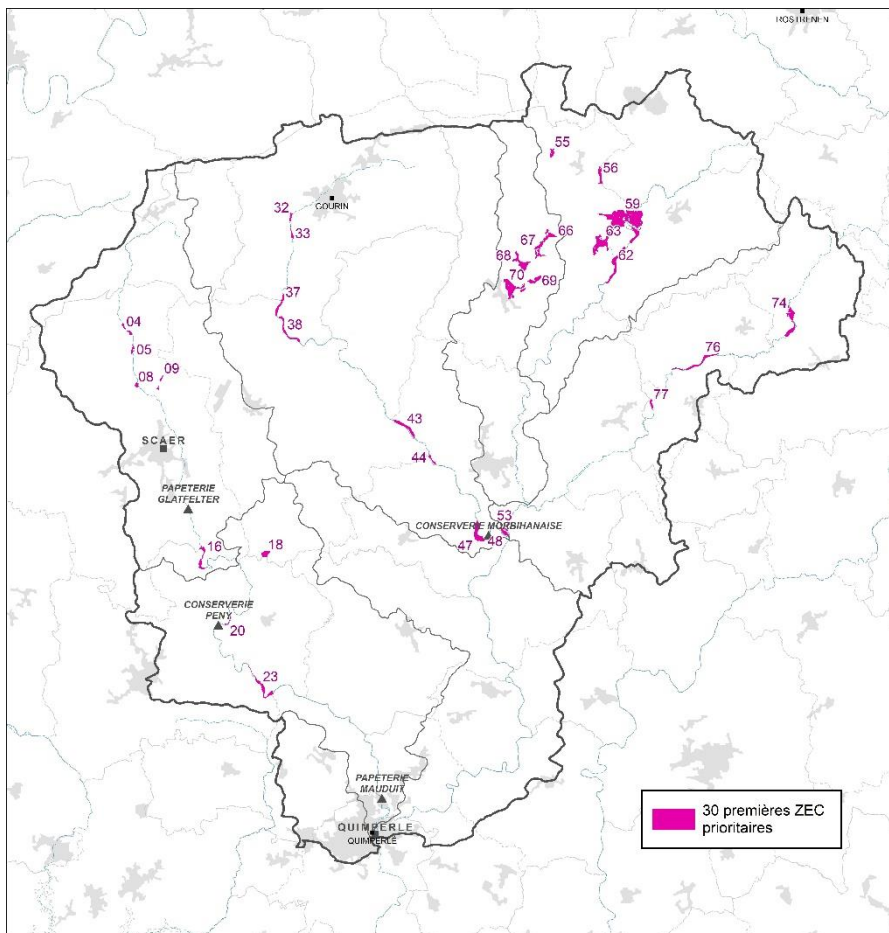 ROSTRENEN
55
56
32
GOURIN
59
66
67
63
33
68
62
70
69
37
74
04
38
05
76
09
08
77
43
SCAER
44
PAPETERIE
GLATFELTER
53
CONSERVERIE MORBIHANAISE
16
18
47
48
CONSERVERIE
PENY
20
23
PAPETERIE
MAUDUIT
30 premières ZEC
prioritaires
QUIMPERLE
QUIMPERLE